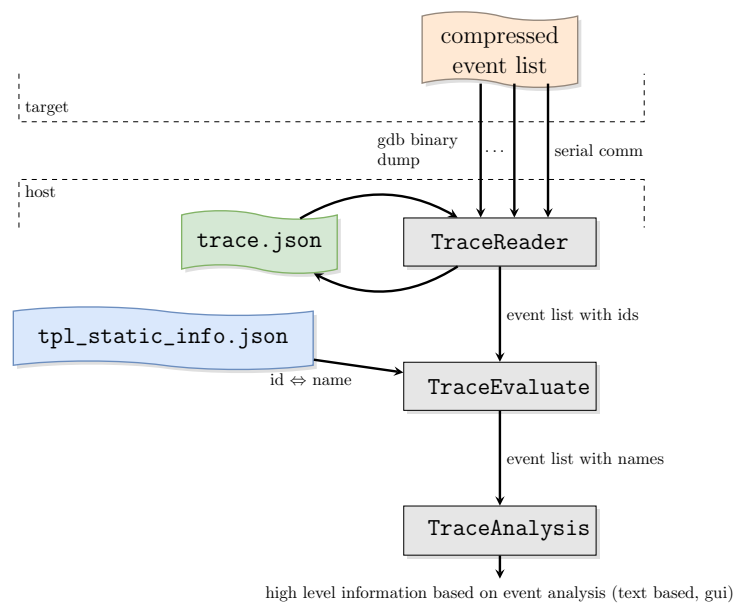 compressed
event list
target
gdb binary
dump
...
serial comm
host
trace.json
TraceReader
event list with ids
tpl_static_info.json
id ⇔ name
TraceEvaluate
event list with names
TraceAnalysis
high level information based on event analysis (text based, gui)